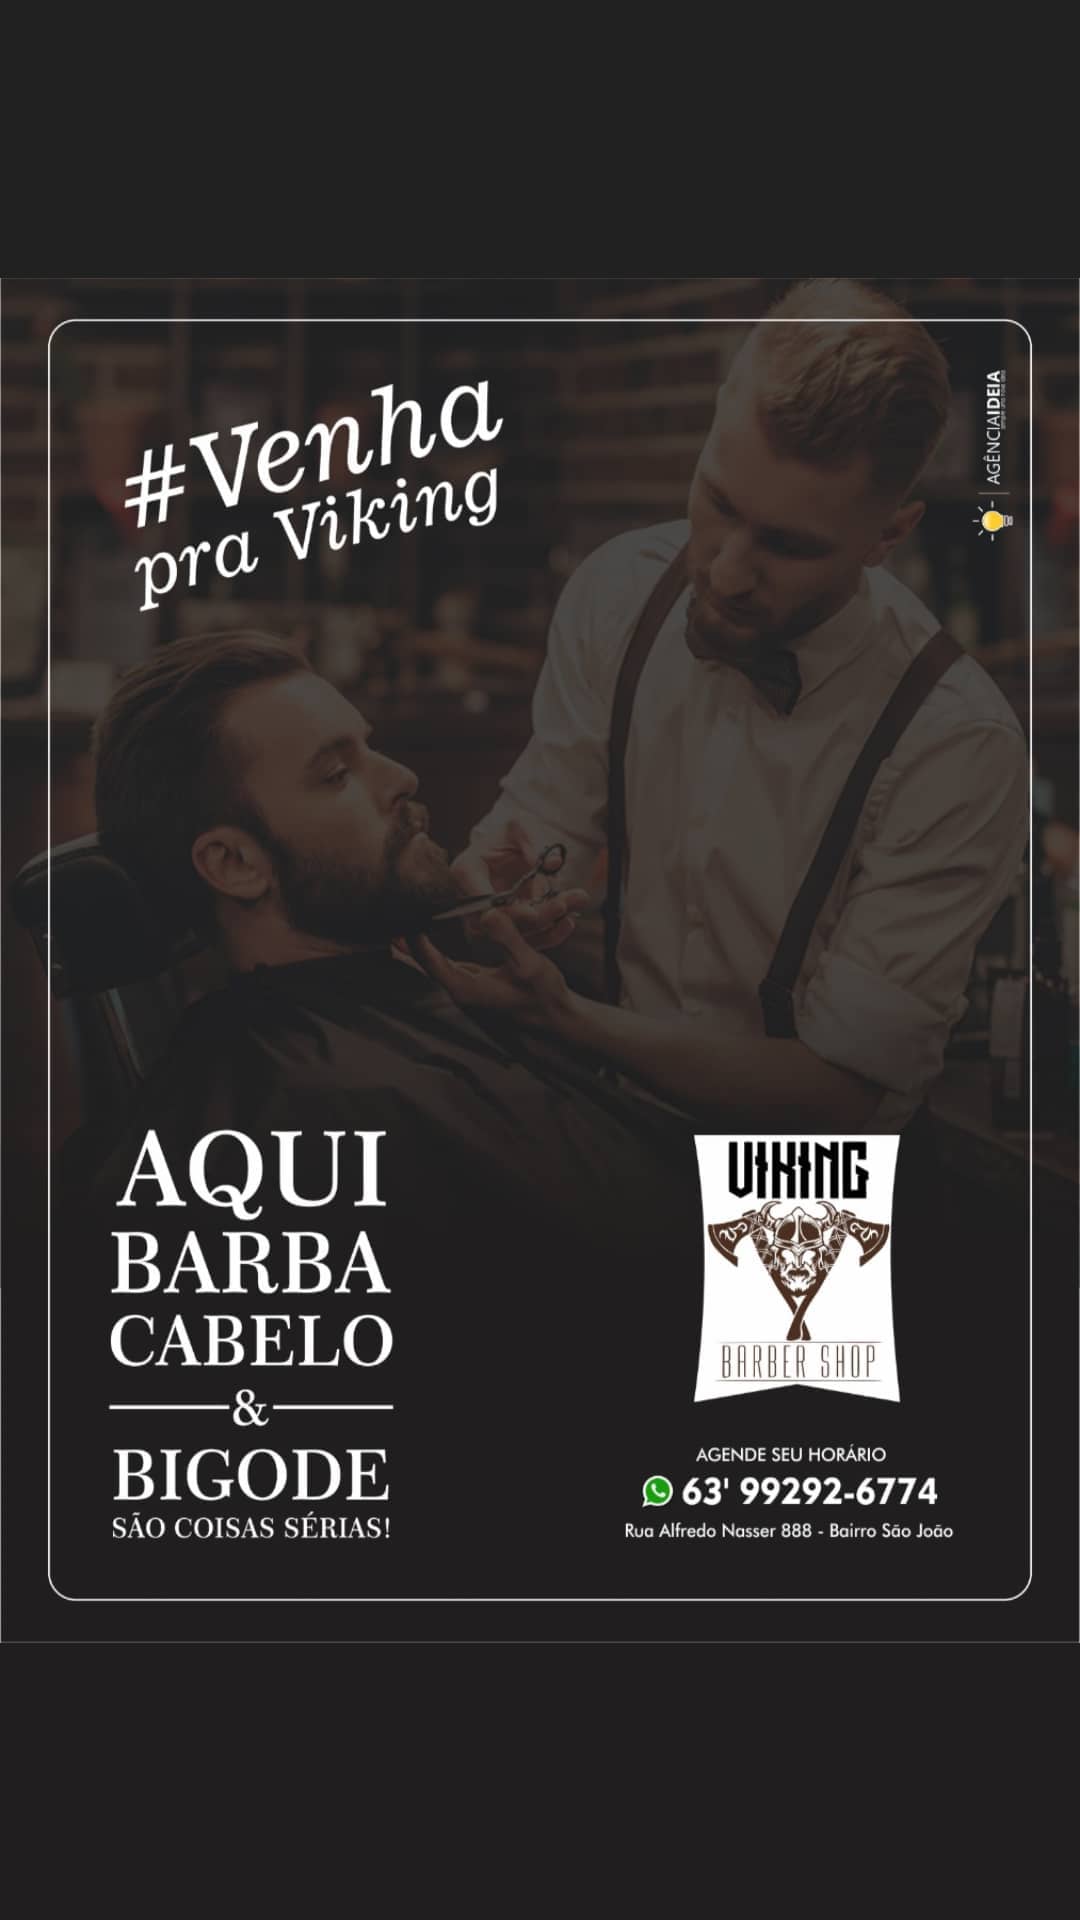 #Venha
pra Viking
AGÊNCIAIDEIA
AQUI
BARBA
CABELO
&
BIGODE
SÃO COISAS SÉRIAS!
VIKING
BARBER SHOP
AGENDE SEU HORÁRIO
63' 99292-6774
Rua Alfredo Nasser 888 - Bairro São João